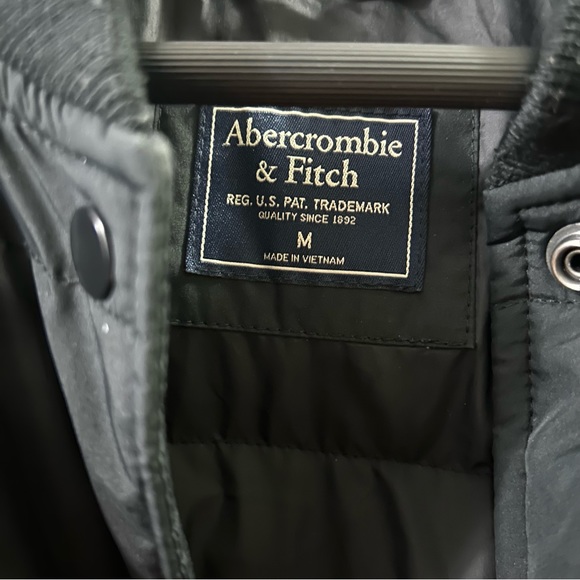 Abercrombie
& Fitch
REG. U.S. PAT. TRADEMARK
QUALITY SINCE 1892
M
MADE IN VIETNAM